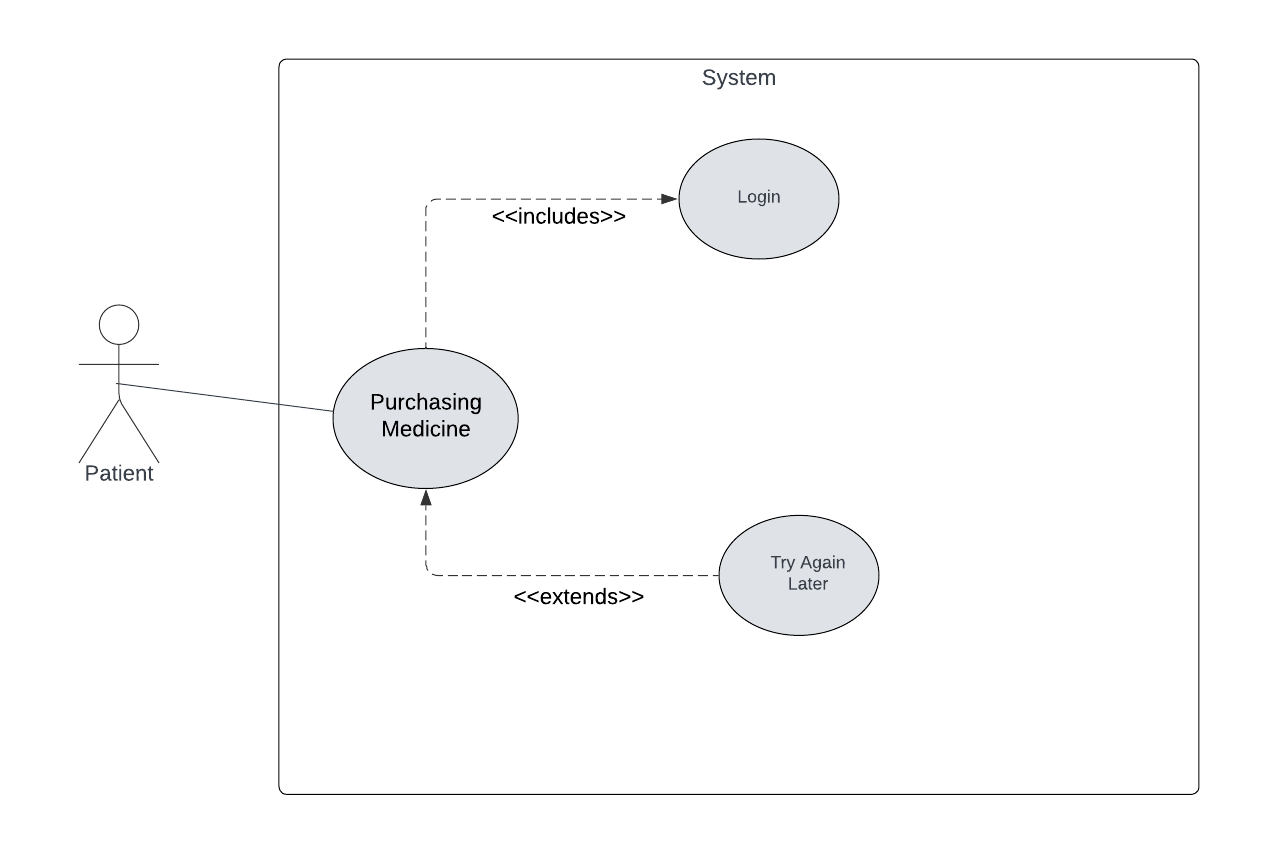 System
Login
<<includes>>
Purchasing
Medicine
Patient
Try Again
Later
<<extends>>